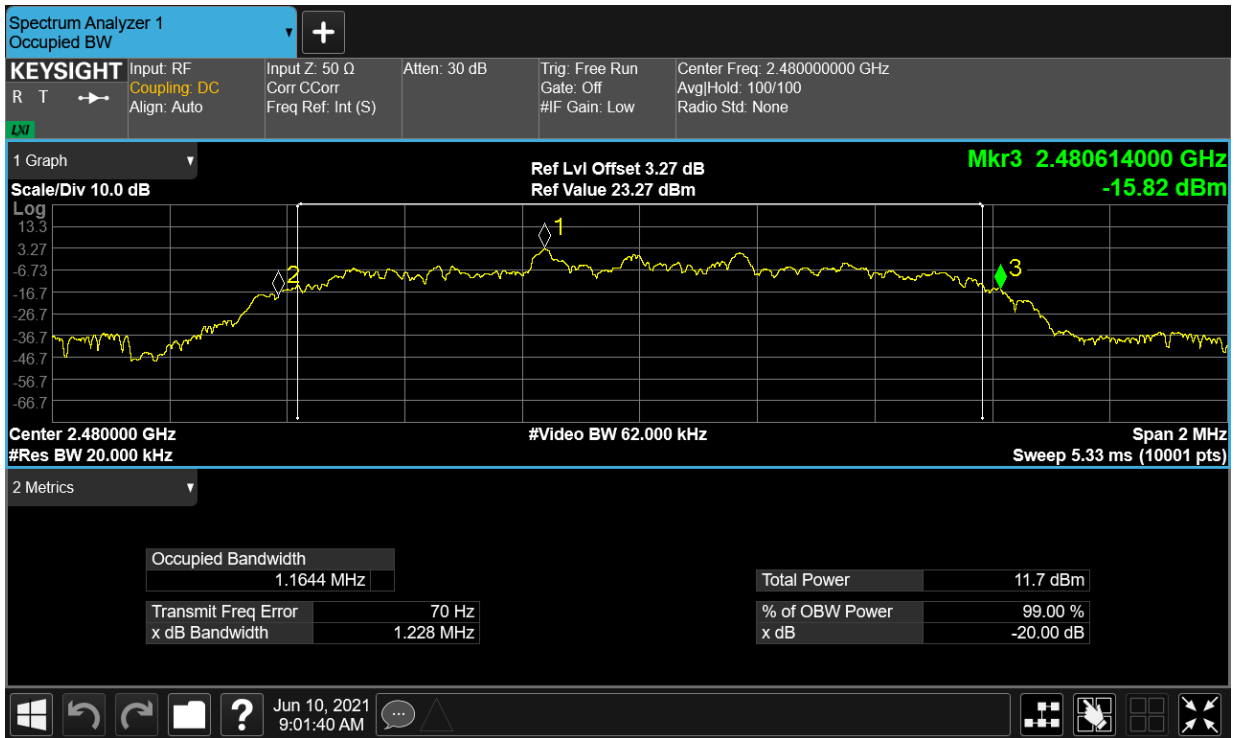 Spectrum Analyzer 1
Occupied BW
KEYSIGHT
R T
LXI
Input: RF
Coupling: DC
Align: Auto
Input Z: 50 Ω
Corr CCorr
Freq Ref: Int (S)
Atten: 30 dB
Trig: Free Run
Gate: Off
#IF Gain: Low
Center Freq: 2.480000000 GHz
Avg|Hold: 100/100
Radio Std: None
1 Graph
Scale/Div 10.0 dB
Ref Lvl Offset 3.27 dB
Ref Value 23.27 dBm
Mkr3 2.480614000 GHz
-15.82 dBm
Log
13.3
3.27
-6.73
-16.7
-26.7
-36.7
-46.7
-56.7
-66.7
1
2
3
Center 2.480000 GHz
#Res BW 20.000 kHz
#Video BW 62.000 kHz
Span 2 MHz
Sweep 5.33 ms (10001 pts)
2 Metrics
Occupied Bandwidth
1.1644 MHz
Transmit Freq Error 70 Hz
x dB Bandwidth 1.228 MHz
Total Power 11.7 dBm
% of OBW Power 99.00 %
x dB -20.00 dB
?
Jun 10, 2021
9:01:40 AM